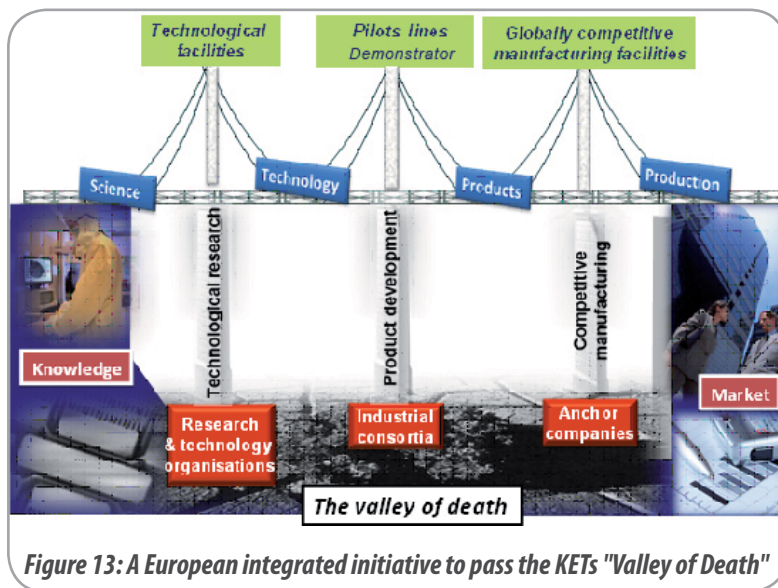 Technological
facilities
Pilots lines
Demonstrator
Globally competitive
manufacturing facilities
Science
Technology
Products
Production
Technological research
Product development
Competitive
manufacturing
Knowledge
Market
Research
& technology
organisations
Industrial
consortia
Anchor
companies
The valley of death
Figure 13: A European integrated initiative to pass the KETs "Valley of Death"